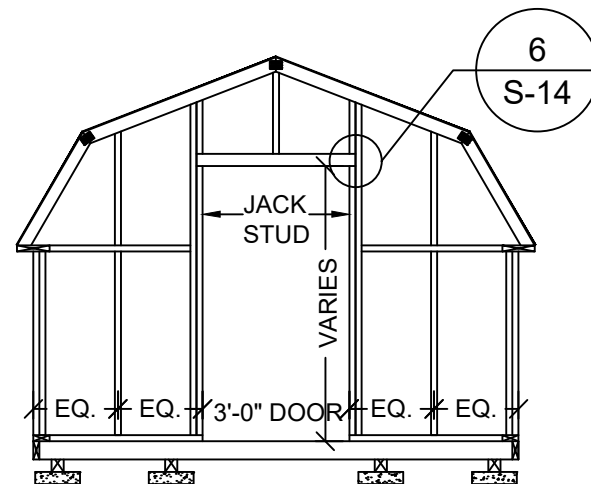 6
S-14
JACK
STUD
VARIES
EQ. EQ. 3'-0" DOOR EQ. EQ.